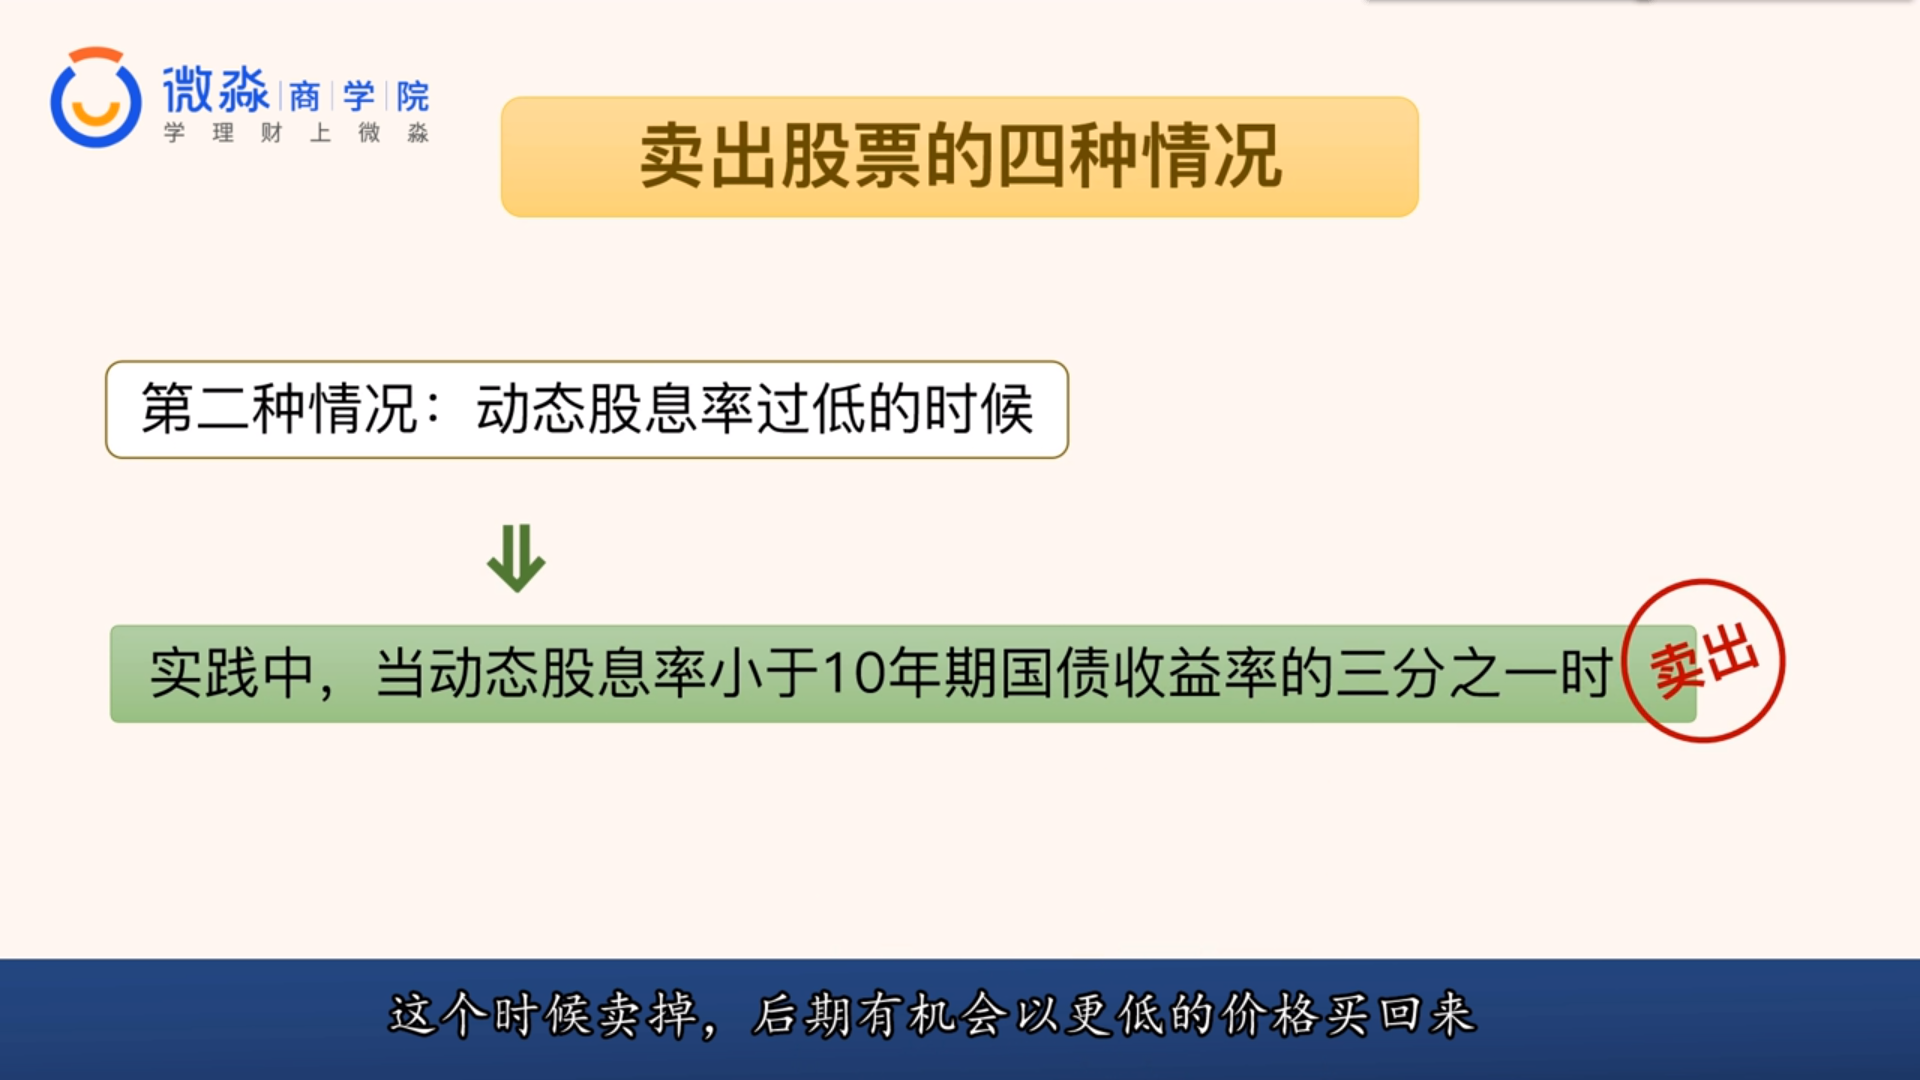 微淼商学院
学理财上微淼
卖出股票的四种情况
第二种情况：动态股息率过低的时候
实践中，当动态股息率小于10年期国债收益率的三分之一时
卖出
这个时候卖掉，后期有机会以更低的价格买回来